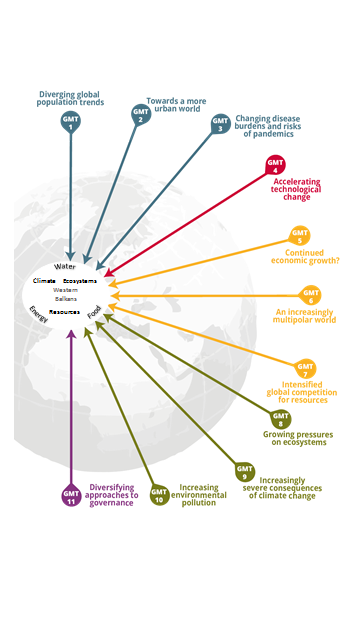 Diverging global
population trends
GMT
1
Towards a more
urban world
GMT
2
Changing disease
burdens and risks
of pandemics
GMT
3
GMT
4
Accelerating
technological
change
GMT
5
Continued
economic growth?
GMT
6
An increasingly
multipolar world
GMT
7
Intensified
global competition
for resources
GMT
8
Growing pressures
on ecosystems
GMT
9
Increasingly
severe consequences
of climate change
GMT
10
Increasing
environmental
pollution
GMT
11
Diversifying
approaches to
governance
Water
Climate Ecosystems
Western
Balkans
Resources
Energy
Food